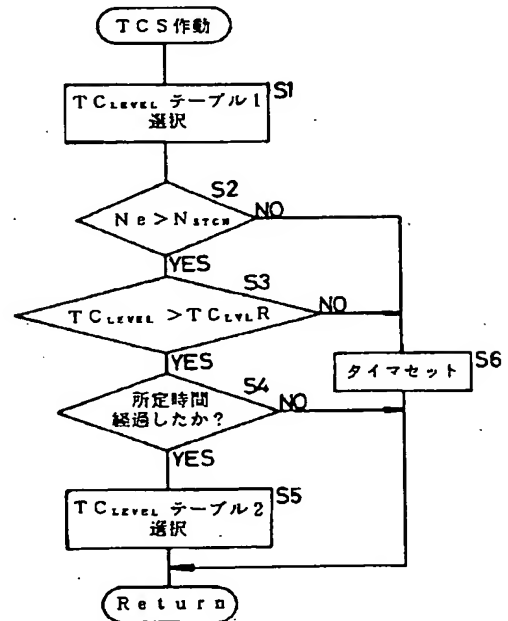 TCS作動
S1
TCLEVEL テーブル1
選択
S2
Ne>NSTCH
NO
YES
S3
TCLEVEL >TCLVLR
NO
YES
S6
タイマセット
S4
所定時間
経過したか?
NO
YES
S5
TCLEVEL テーブル2
選択
Return